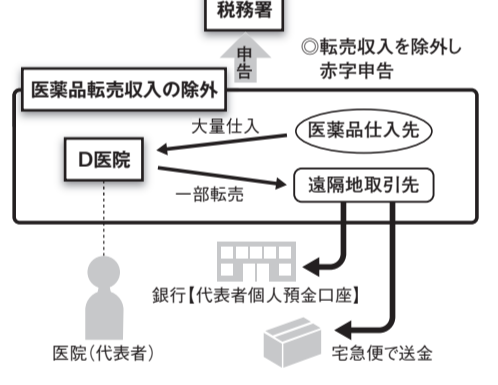 税務署
申告
◎転売収入を除外し
赤字申告
医薬品転売収入の除外
大量仕入
医薬品仕入先
D医院
一部転売
遠隔地取引先
銀行【代表者個人預金口座】
医院（代表者）
宅急便で送金